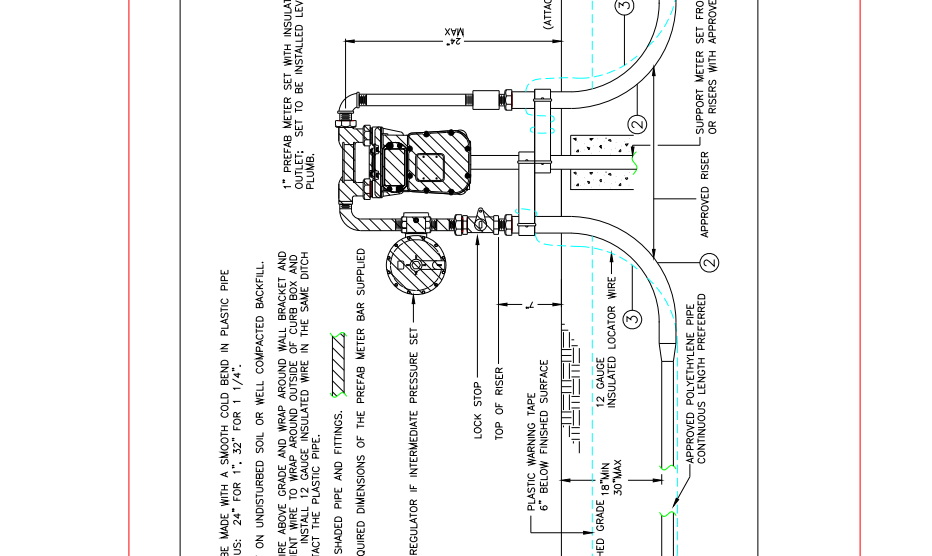 BE MADE WITH A SMOOTH COLD BEND IN PLASTIC PIPE
US: 24" FOR 1", 32" FOR 1 1/4".
ON UNDISTURBED SOIL OR WELL COMPACTED BACKFILL.
IRE ABOVE GRADE AND WRAP AROUND WALL BRACKET AND
ENT WIRE TO WRAP AROUND OUTSIDE OF CURB BOX AND
INSTALL 12 GAUGE INSULATED WIRE IN THE SAME DITCH
TACT THE PLASTIC PIPE.
SHADED PIPE AND FITTINGS.
QUIRED DIMENSIONS OF THE PREFAB METER BAR SUPPLIED
1" PREFAB METER SET WITH INSULAT
OUTLET; SET TO BE INSTALLED LEV
PLUMB.
REGULATOR IF INTERMEDIATE PRESSURE SET
24"
MAX
LOCK STOP
TOP OF RISER
7"
PLASTIC WARNING TAPE
6" BELOW FINISHED SURFACE
(ATTAC
HED GRADE
18"MIN
30"MAX
12 GAUGE
INSULATED LOCATOR WIRE
3
3
2
2
APPROVED POLYETHYLENE PIPE
CONTINUOUS LENGTH PREFERRED
APPROVED RISER
SUPPORT METER SET FRO
OR RISERS WITH APPROVE